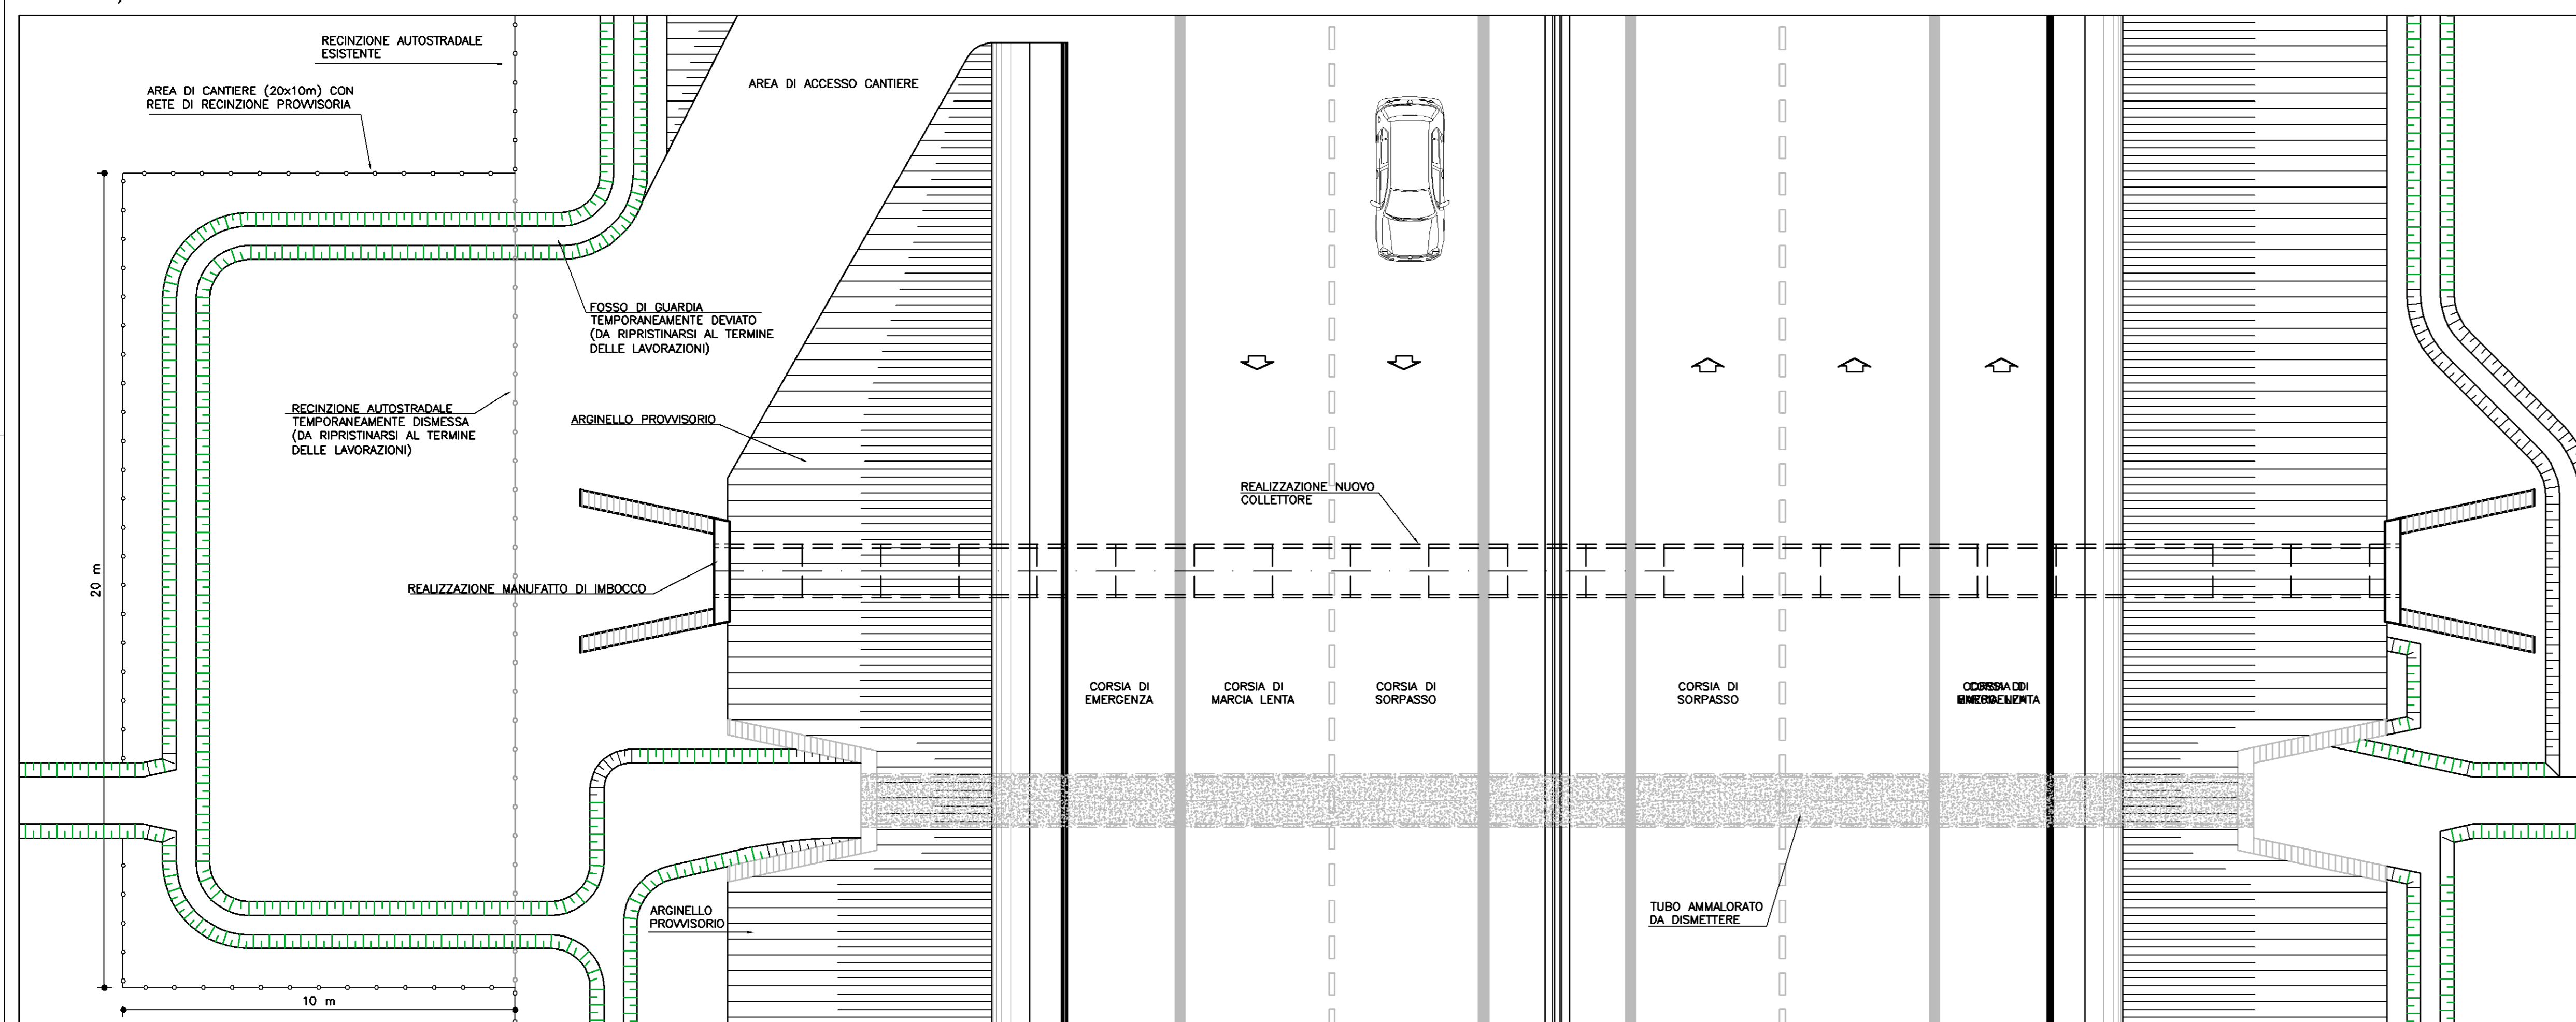 RECINZIONE AUTOSTRADALE
ESISTENTE
AREA DI CANTIERE (20x10m) CON
RETE DI RECINZIONE PROVVISORIA
AREA DI ACCESSO CANTIERE
FOSSO DI GUARDIA
TEMPORANEAMENTE DEVIATO
(DA RIPRISTINARSI AL TERMINE
DELLE LAVORAZIONI)
RECINZIONE AUTOSTRADALE
TEMPORANEAMENTE DISMESSA
(DA RIPRISTINARSI AL TERMINE
DELLE LAVORAZIONI)
ARGINELLO PROVVISORIO
REALIZZAZIONE NUOVO
COLLETTORE
20 m
REALIZZAZIONE MANUFATTO DI IMBOCCO
CORSIA DI
EMERGENZA
CORSIA DI
MARCIA LENTA
CORSIA DI
SORPASSO
CORSIA DI
SORPASSO
ARGINELLO
PROVVISORIO
TUBO AMMALORATO
DA DISMETTERE
10 m